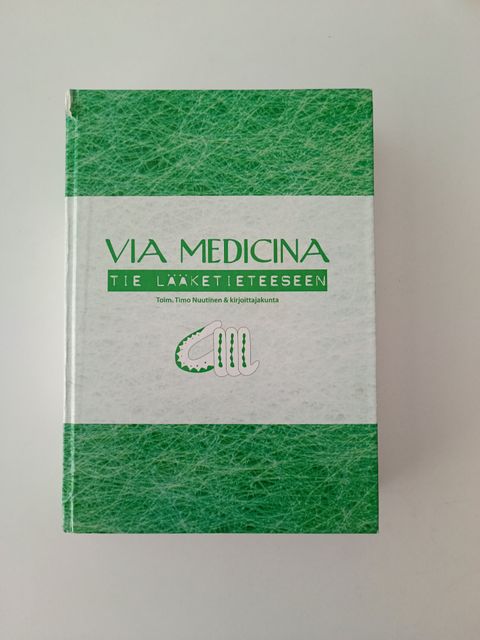 VIA MEDICINA
TIE LÄÄKETIETEESEEN
Toim. Timo Nuutinen & kirjoittajakunta